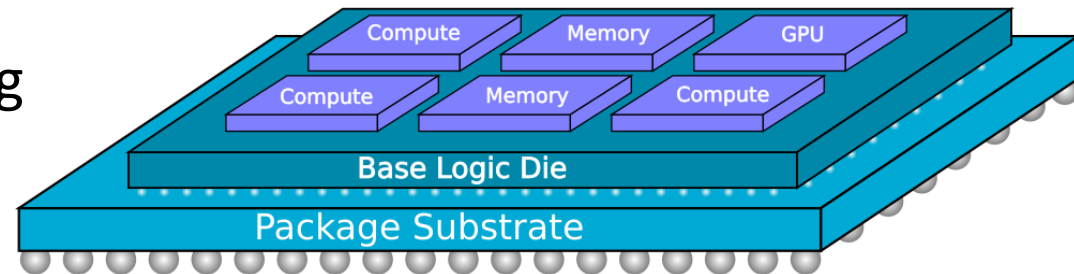 Compute Memory GPU
g
Compute Memory Compute
Base Logic Die
Package Substrate